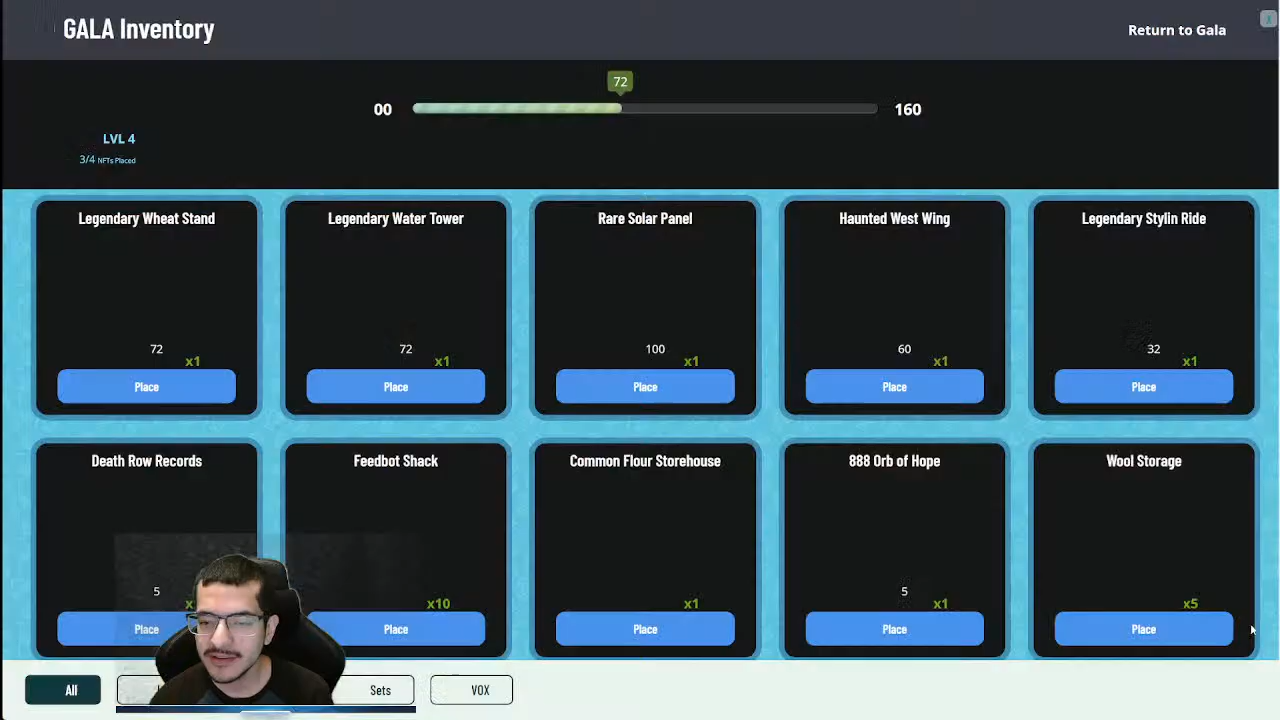 GALA Inventory
Return to Gala
X
72
00
160
LVL 4
3/4 NFTs Placed
Legendary Wheat Stand
Legendary Water Tower
Rare Solar Panel
Haunted West Wing
Legendary Stylin Ride
72
x1
72
x1
100
x1
60
x1
32
x1
Place
Place
Place
Place
Place
Death Row Records
Feedbot Shack
Common Flour Storehouse
888 Orb of Hope
Wool Storage
5
x10
x1
5
x1
x5
Place
Place
Place
Place
Place
All
Sets
VOX